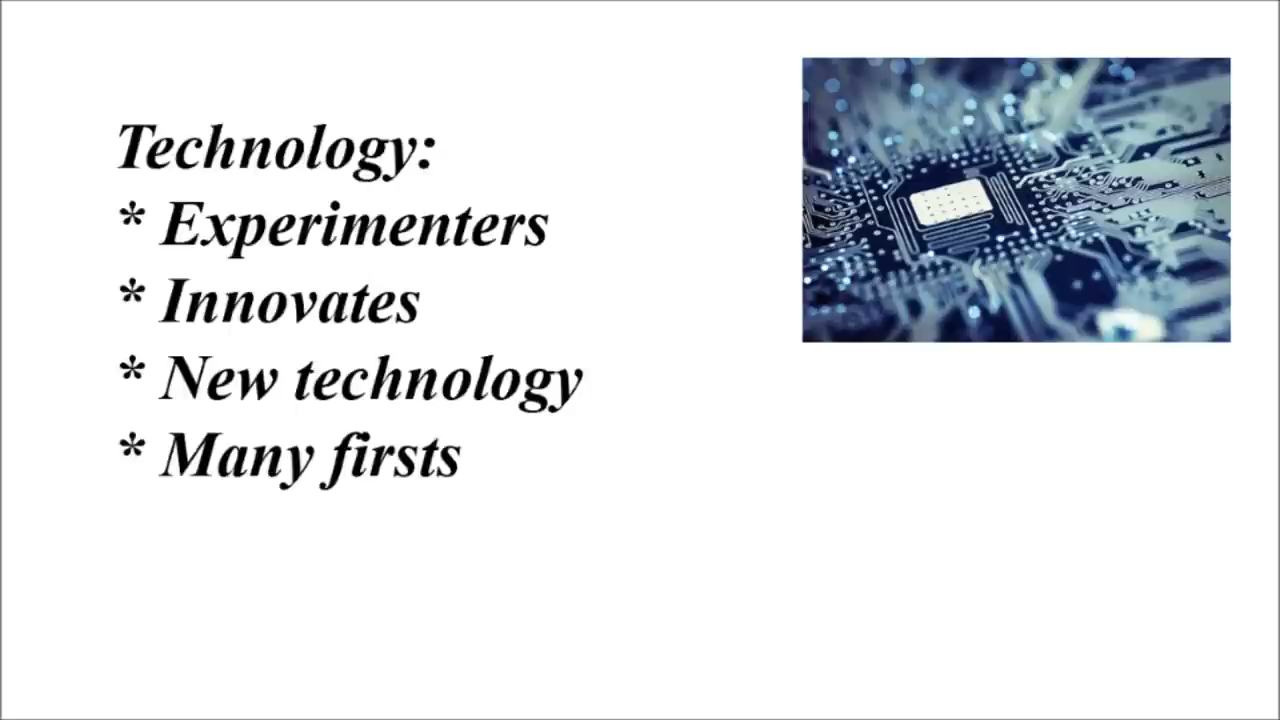 Technology:
* Experimenters
* Innovates
* New technology
* Many firsts